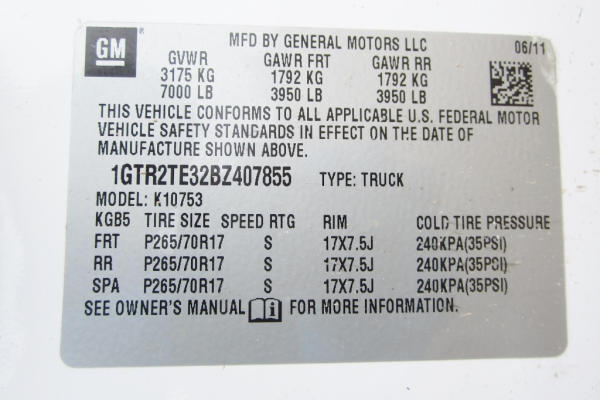 GM
MFD BY GENERAL MOTORS LLC 06/11
GVWR GAWR FRT GAWR RR
3175 KG 1792 KG 1792 KG
7000 LB 3950 LB 3950 LB
THIS VEHICLE CONFORMS TO ALL APPLICABLE U.S. FEDERAL MOTOR
VEHICLE SAFETY STANDARDS IN EFFECT ON THE DATE OF
MANUFACTURE SHOWN ABOVE.
1GTR2TE32BZ407855 TYPE: TRUCK
MODEL: K10753
KGB5 TIRE SIZE SPEED RTG RIM COLD TIRE PRESSURE
FRT P265/70R17 S 17X7.5J 240KPA(35PSI)
RR P265/70R17 S 17X7.5J 240KPA(35PSI)
SPA P265/70R17 S 17X7.5J 240KPA(35PSI)
SEE OWNER'S MANUAL i FOR MORE INFORMATION.